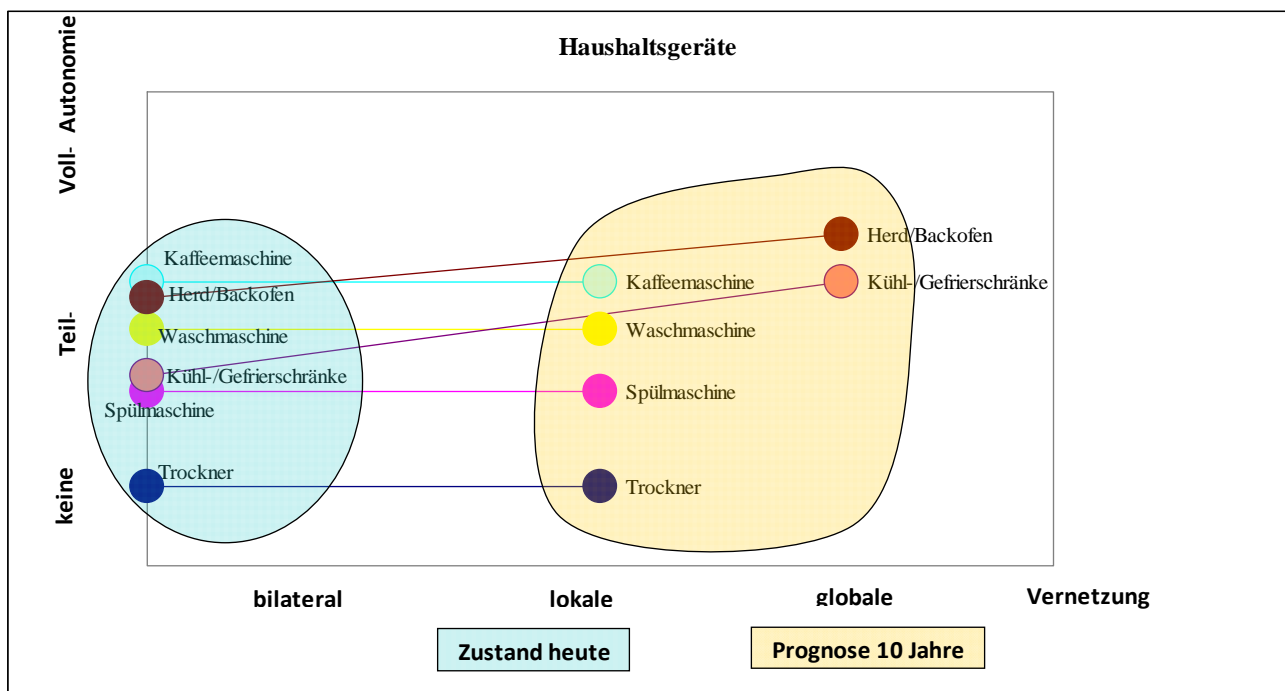 Haushaltsgeräte
Voll- Autonomie
Teil-
keine
Kaffeemaschine
Herd/Backofen
Waschmaschine
Kühl-/Gefrierschränke
Spülmaschine
Trockner
Herd/Backofen
Kühl-/Gefrierschränke
Kaffeemaschine
Waschmaschine
Spülmaschine
Trockner
bilateral lokale globale Vernetzung
Zustand heute Prognose 10 Jahre